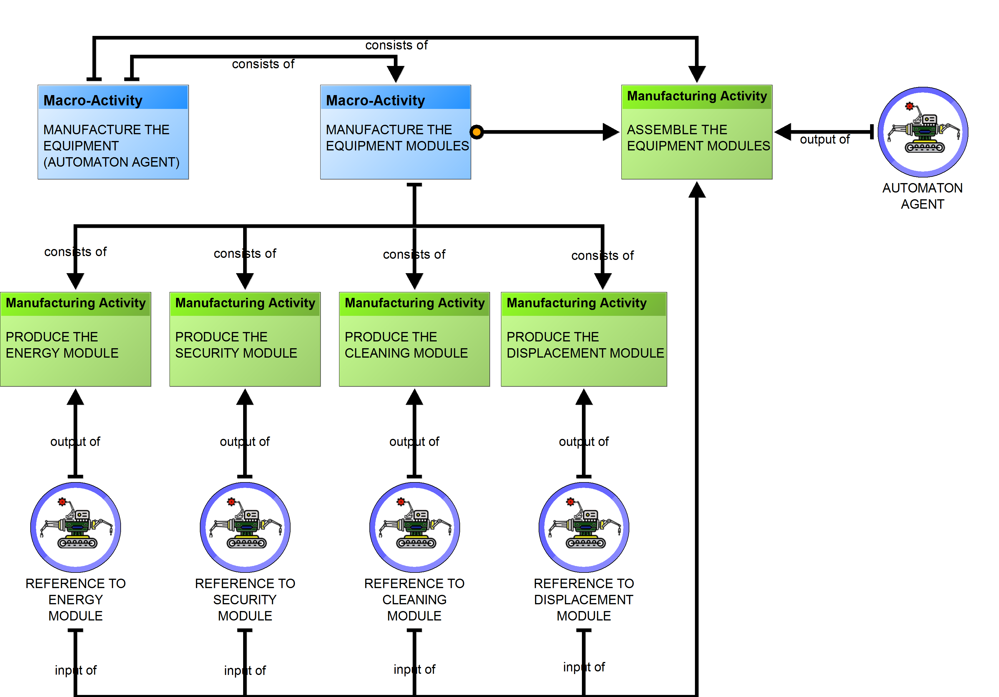 consists of
consists of
Macro-Activity
MANUFACTURE THE
EQUIPMENT
(AUTOMATON AGENT)
Macro-Activity
MANUFACTURE THE
EQUIPMENT MODULES
Manufacturing Activity
ASSEMBLE THE
EQUIPMENT MODULES
output of
AUTOMATON
AGENT
consists of
consists of
consists of
consists of
Manufacturing Activity
PRODUCE THE
ENERGY MODULE
Manufacturing Activity
PRODUCE THE
SECURITY MODULE
Manufacturing Activity
PRODUCE THE
CLEANING MODULE
Manufacturing Activity
PRODUCE THE
DISPLACEMENT MODULE
output of
output of
output of
output of
REFERENCE TO
ENERGY
MODULE
REFERENCE TO
SECURITY
MODULE
REFERENCE TO
CLEANING
MODULE
REFERENCE TO
DISPLACEMENT
MODULE
input of
input of
input of
input of